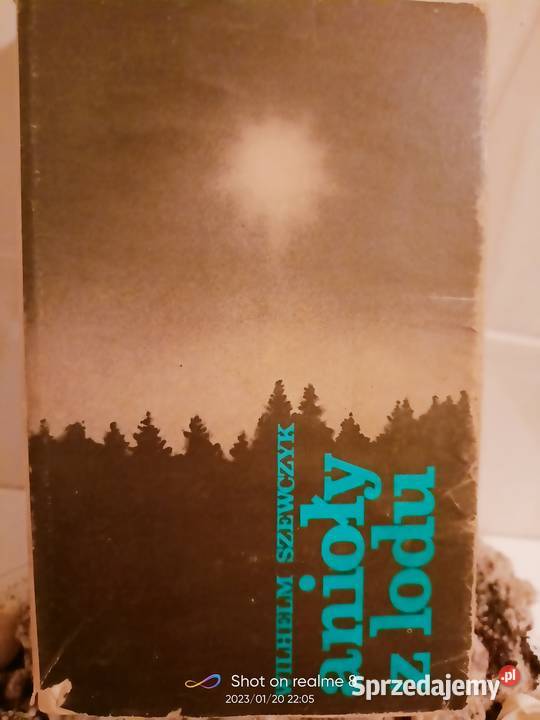 WILHELM SZEWCZYK
anioły
z lodu
Shot on realme 8
2023/01/20 22:05
Sprzedajemy.pl